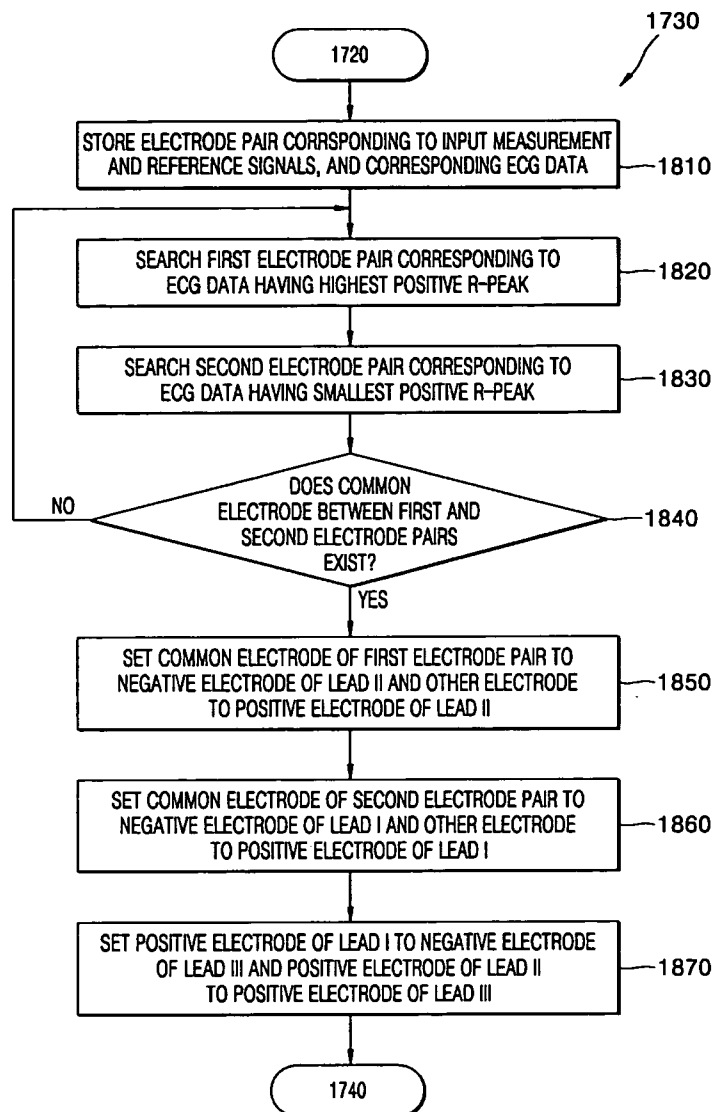 1730
1720
STORE ELECTRODE PAIR CORRSPONDING TO INPUT MEASUREMENT
AND REFERENCE SIGNALS, AND CORRESPONDING ECG DATA
1810
SEARCH FIRST ELECTRODE PAIR CORRESPONDING TO
ECG DATA HAVING HIGHEST POSITIVE R-PEAK
1820
SEARCH SECOND ELECTRODE PAIR CORRESPONDING TO
ECG DATA HAVING SMALLEST POSITIVE R-PEAK
1830
DOES COMMON
ELECTRODE BETWEEN FIRST AND
SECOND ELECTRODE PAIRS
EXIST?
1840
NO
YES
SET COMMON ELECTRODE OF FIRST ELECTRODE PAIR TO
NEGATIVE ELECTRODE OF LEAD II AND OTHER ELECTRODE
TO POSITIVE ELECTRODE OF LEAD II
1850
SET COMMON ELECTRODE OF SECOND ELECTRODE PAIR TO
NEGATIVE ELECTRODE OF LEAD I AND OTHER ELECTRODE
TO POSITIVE ELECTRODE OF LEAD I
1860
SET POSITIVE ELECTRODE OF LEAD I TO NEGATIVE ELECTRODE
OF LEAD III AND POSITIVE ELECTRODE OF LEAD II
TO POSITIVE ELECTRODE OF LEAD III
1870
1740